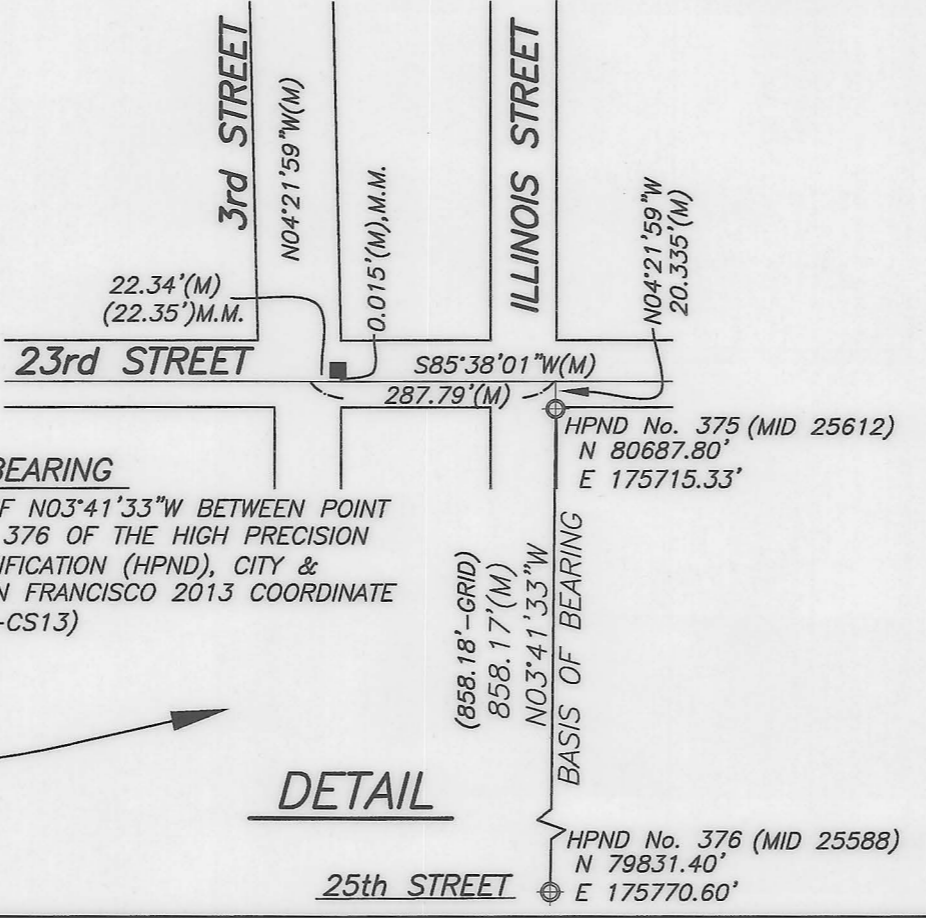 3rd STREET
N04°21'59"W(M)
ILLINOIS STREET
0.015'(M),M.M.
N04°21'59"W
20.335'(M)
22.34'(M)
(22.35')M.M.
23rd STREET
S85°38'01"W(M)
287.79'(M)
HPND No. 375 (MID 25612)
N 80687.80'
E 175715.33'
BEARING
F N03°41'33"W BETWEEN POINT
376 OF THE HIGH PRECISION
IFICATION (HPND), CITY &
N FRANCISCO 2013 COORDINATE
-CS13)
(858.18'-GRID)
858.17'(M)
N03°41'33"W
BASIS OF BEARING
DETAIL
HPND No. 376 (MID 25588)
N 79831.40'
25th STREET
E 175770.60'